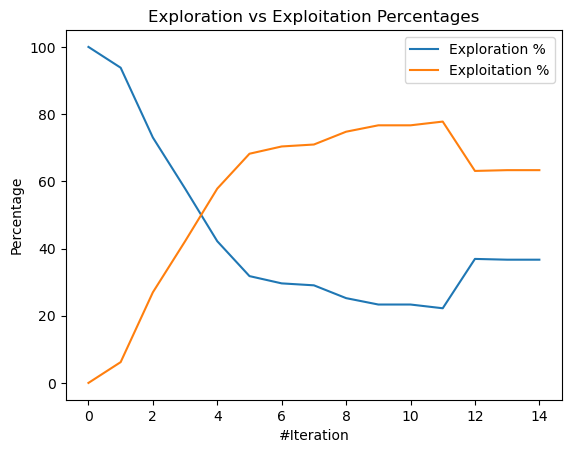 Exploration vs Exploitation Percentages
Exploration %
Exploitation %
100
80
60
40
20
0
Percentage
0 2 4 6 8 10 12 14
#Iteration